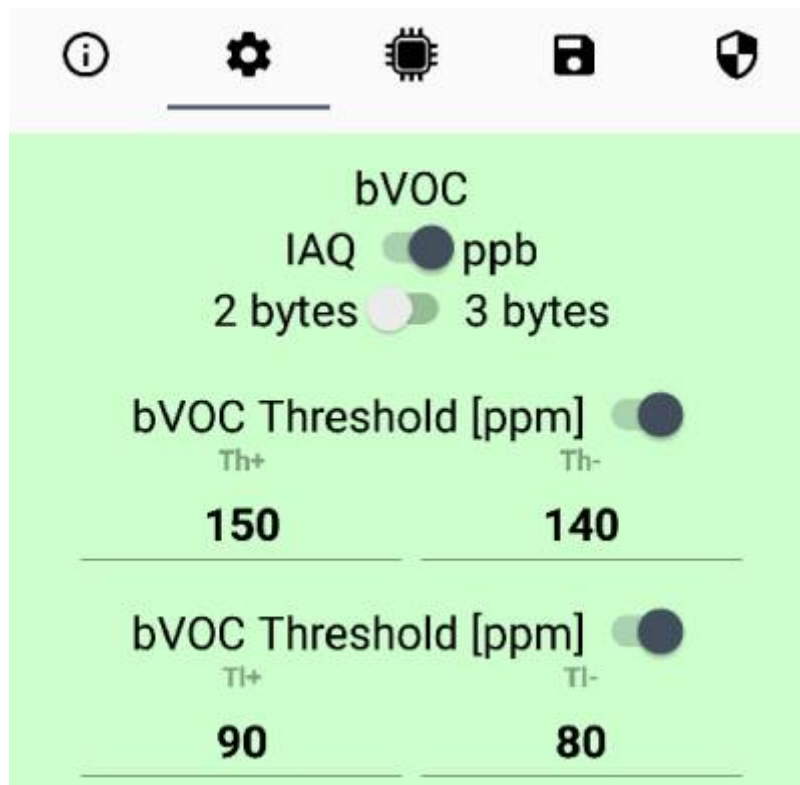 bVOC
IAQ ppb
2 bytes 3 bytes
bVOC Threshold [ppm]
Th+ Th-
150 140
bVOC Threshold [ppm]
Tl+ Tl-
90 80